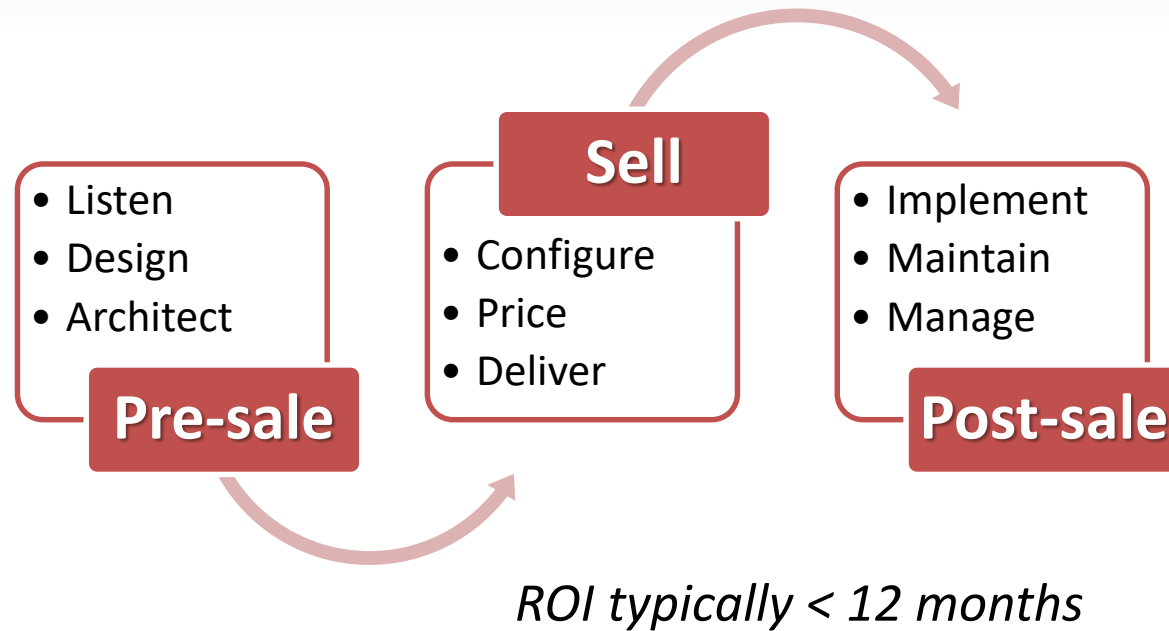 • Listen
• Design
• Architect
Pre-sale
Sell
• Configure
• Price
• Deliver
• Implement
• Maintain
• Manage
Post-sale
ROI typically < 12 months